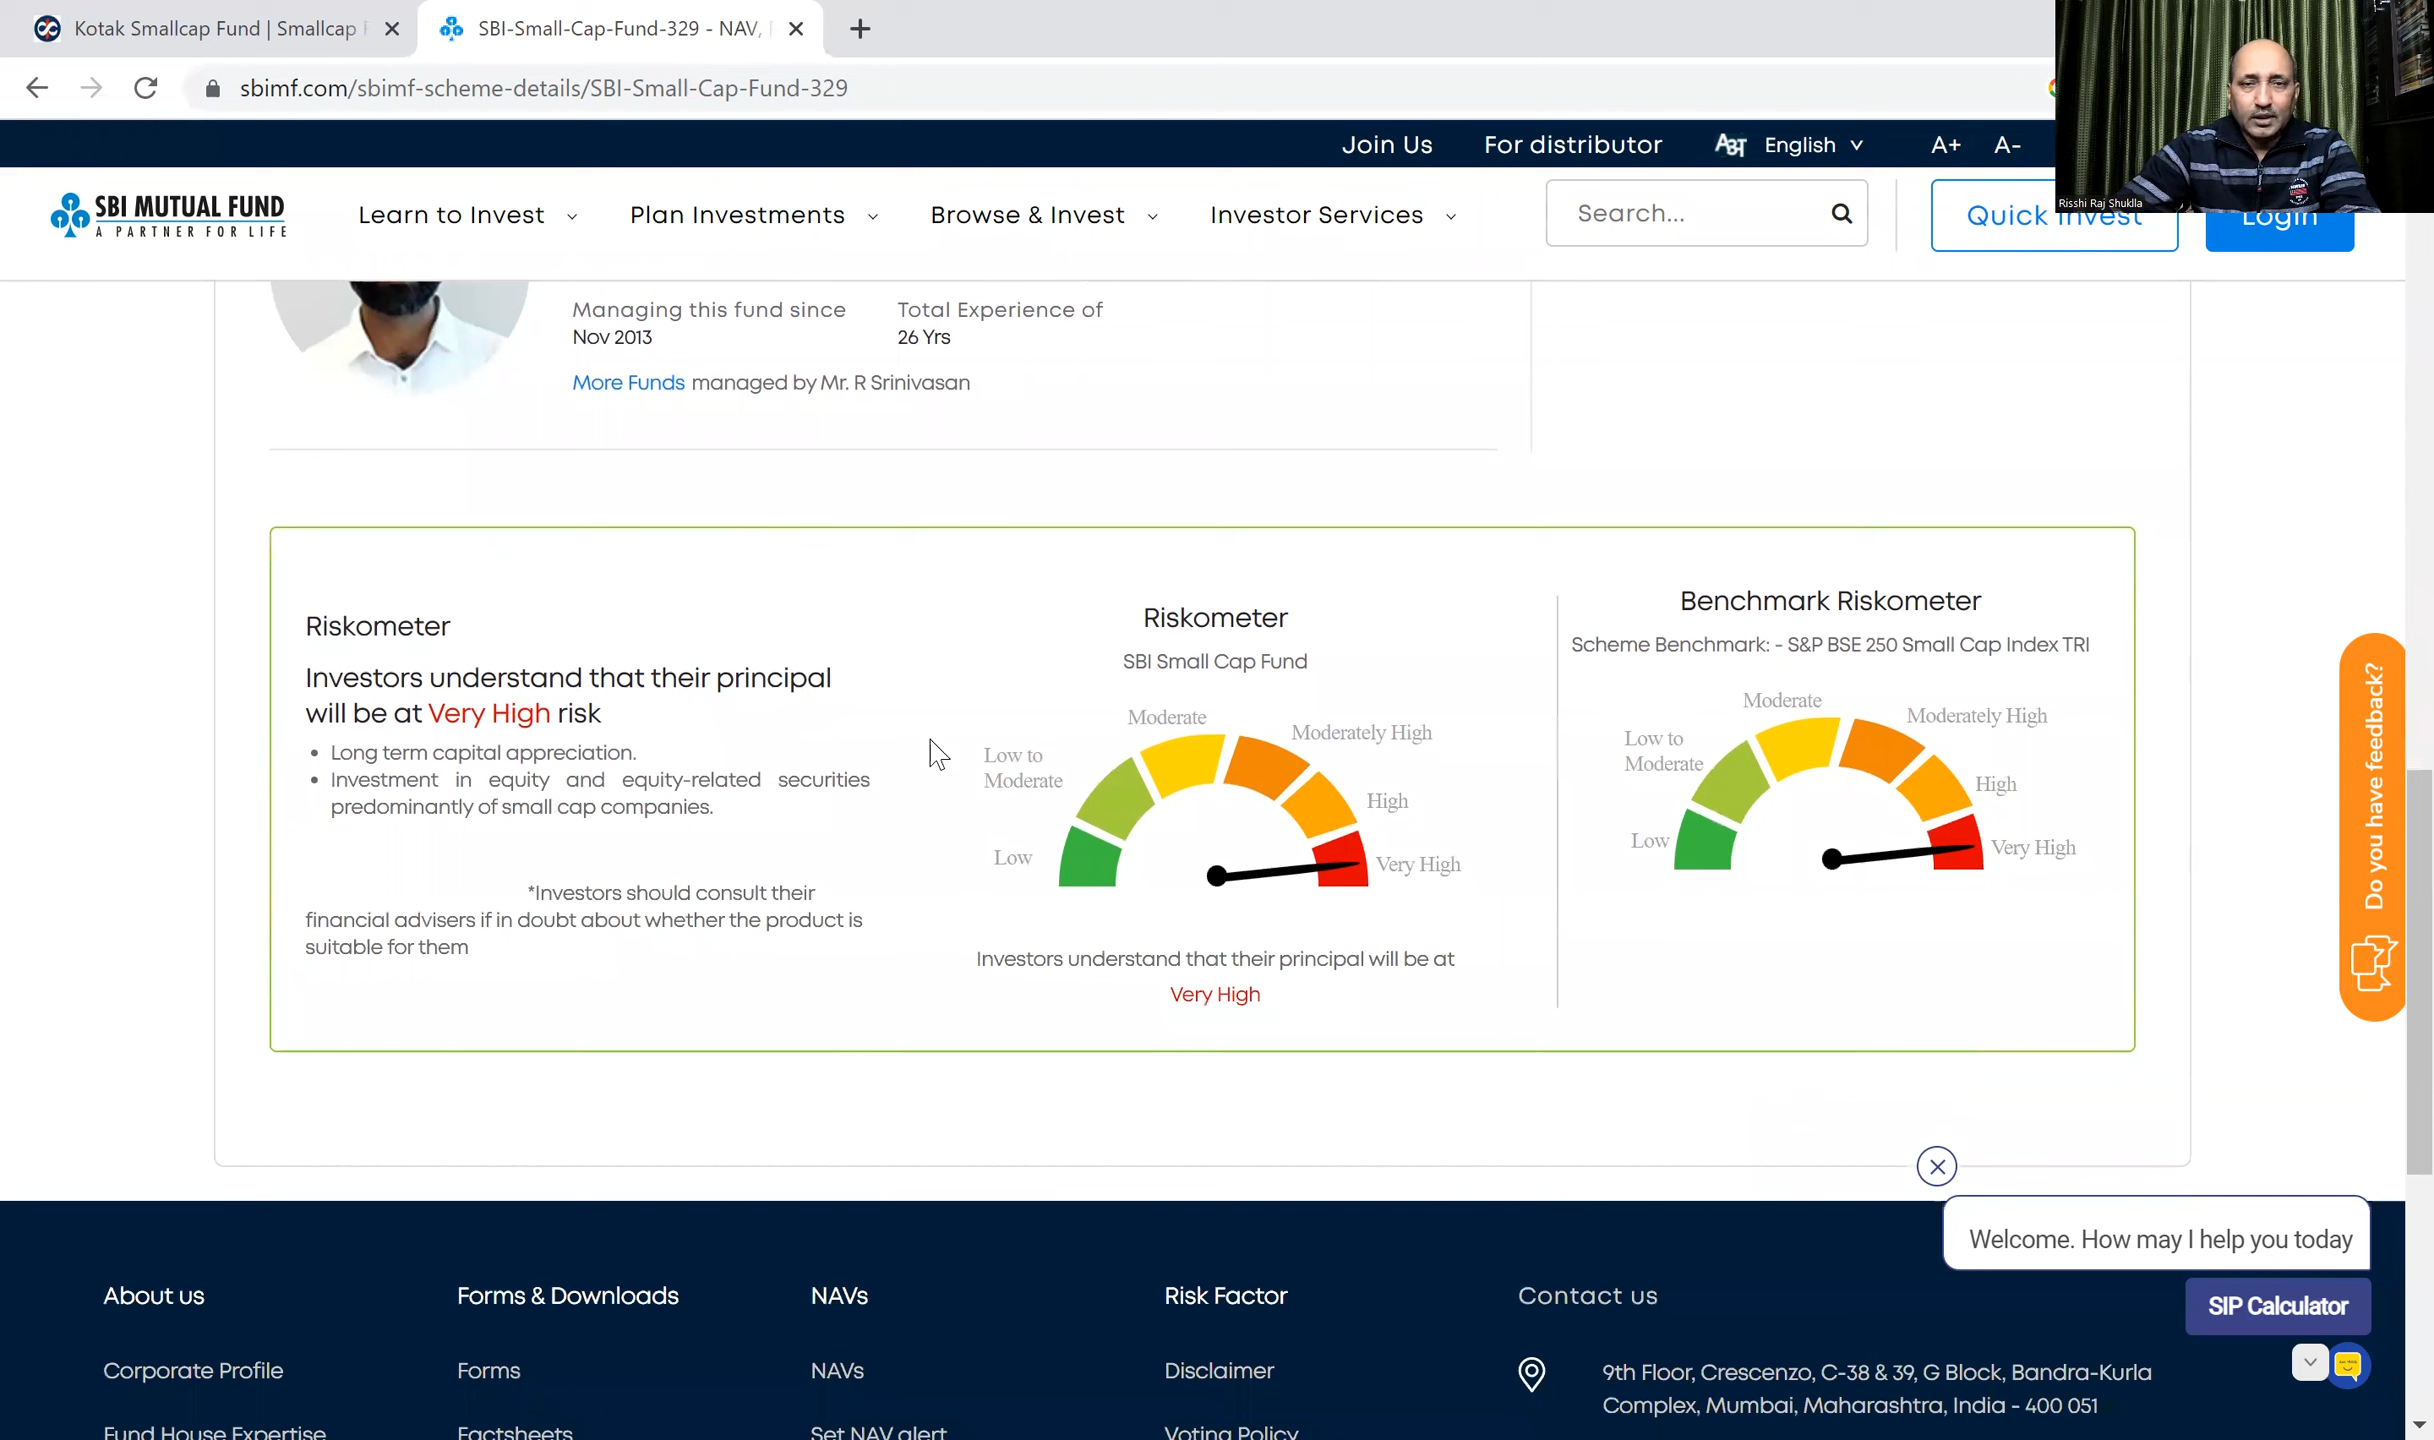 Kotak Smallcap Fund | Smallcap
SBI-Small-Cap-Fund-329 - NAV,
sbimf.com/sbimf-scheme-details/SBI-Small-Cap-Fund-329
Join Us
For distributor
English
A+
A-
Risshi Raj Shuklla
SBI MUTUAL FUND
A PARTNER FOR LIFE
Learn to Invest
Plan Investments
Browse & Invest
Investor Services
Search...
Quick Invest
Login
Managing this fund since
Nov 2013
Total Experience of
26 Yrs
More Funds managed by Mr. R Srinivasan
Riskometer
Investors understand that their principal
will be at Very High risk
• Long term capital appreciation.
• Investment in equity and equity-related securities
predominantly of small cap companies.
*Investors should consult their
financial advisers if in doubt about whether the product is
suitable for them
Riskometer
SBI Small Cap Fund
Moderate
Moderately High
Low to
Moderate
High
Low
Very High
Investors understand that their principal will be at
Very High
Benchmark Riskometer
Scheme Benchmark: - S&P BSE 250 Small Cap Index TRI
Moderate
Moderately High
Low to
Moderate
High
Low
Very High
Do you have feedback?
Welcome. How may I help you today
SIP Calculator
About us
Corporate Profile
Fund House Expertise
Forms & Downloads
Forms
Factsheets
NAVs
NAVs
Set NAV alert
Risk Factor
Disclaimer
Voting Policy
Contact us
9th Floor, Crescenzo, C-38 & 39, G Block, Bandra-Kurla
Complex, Mumbai, Maharashtra, India - 400 051